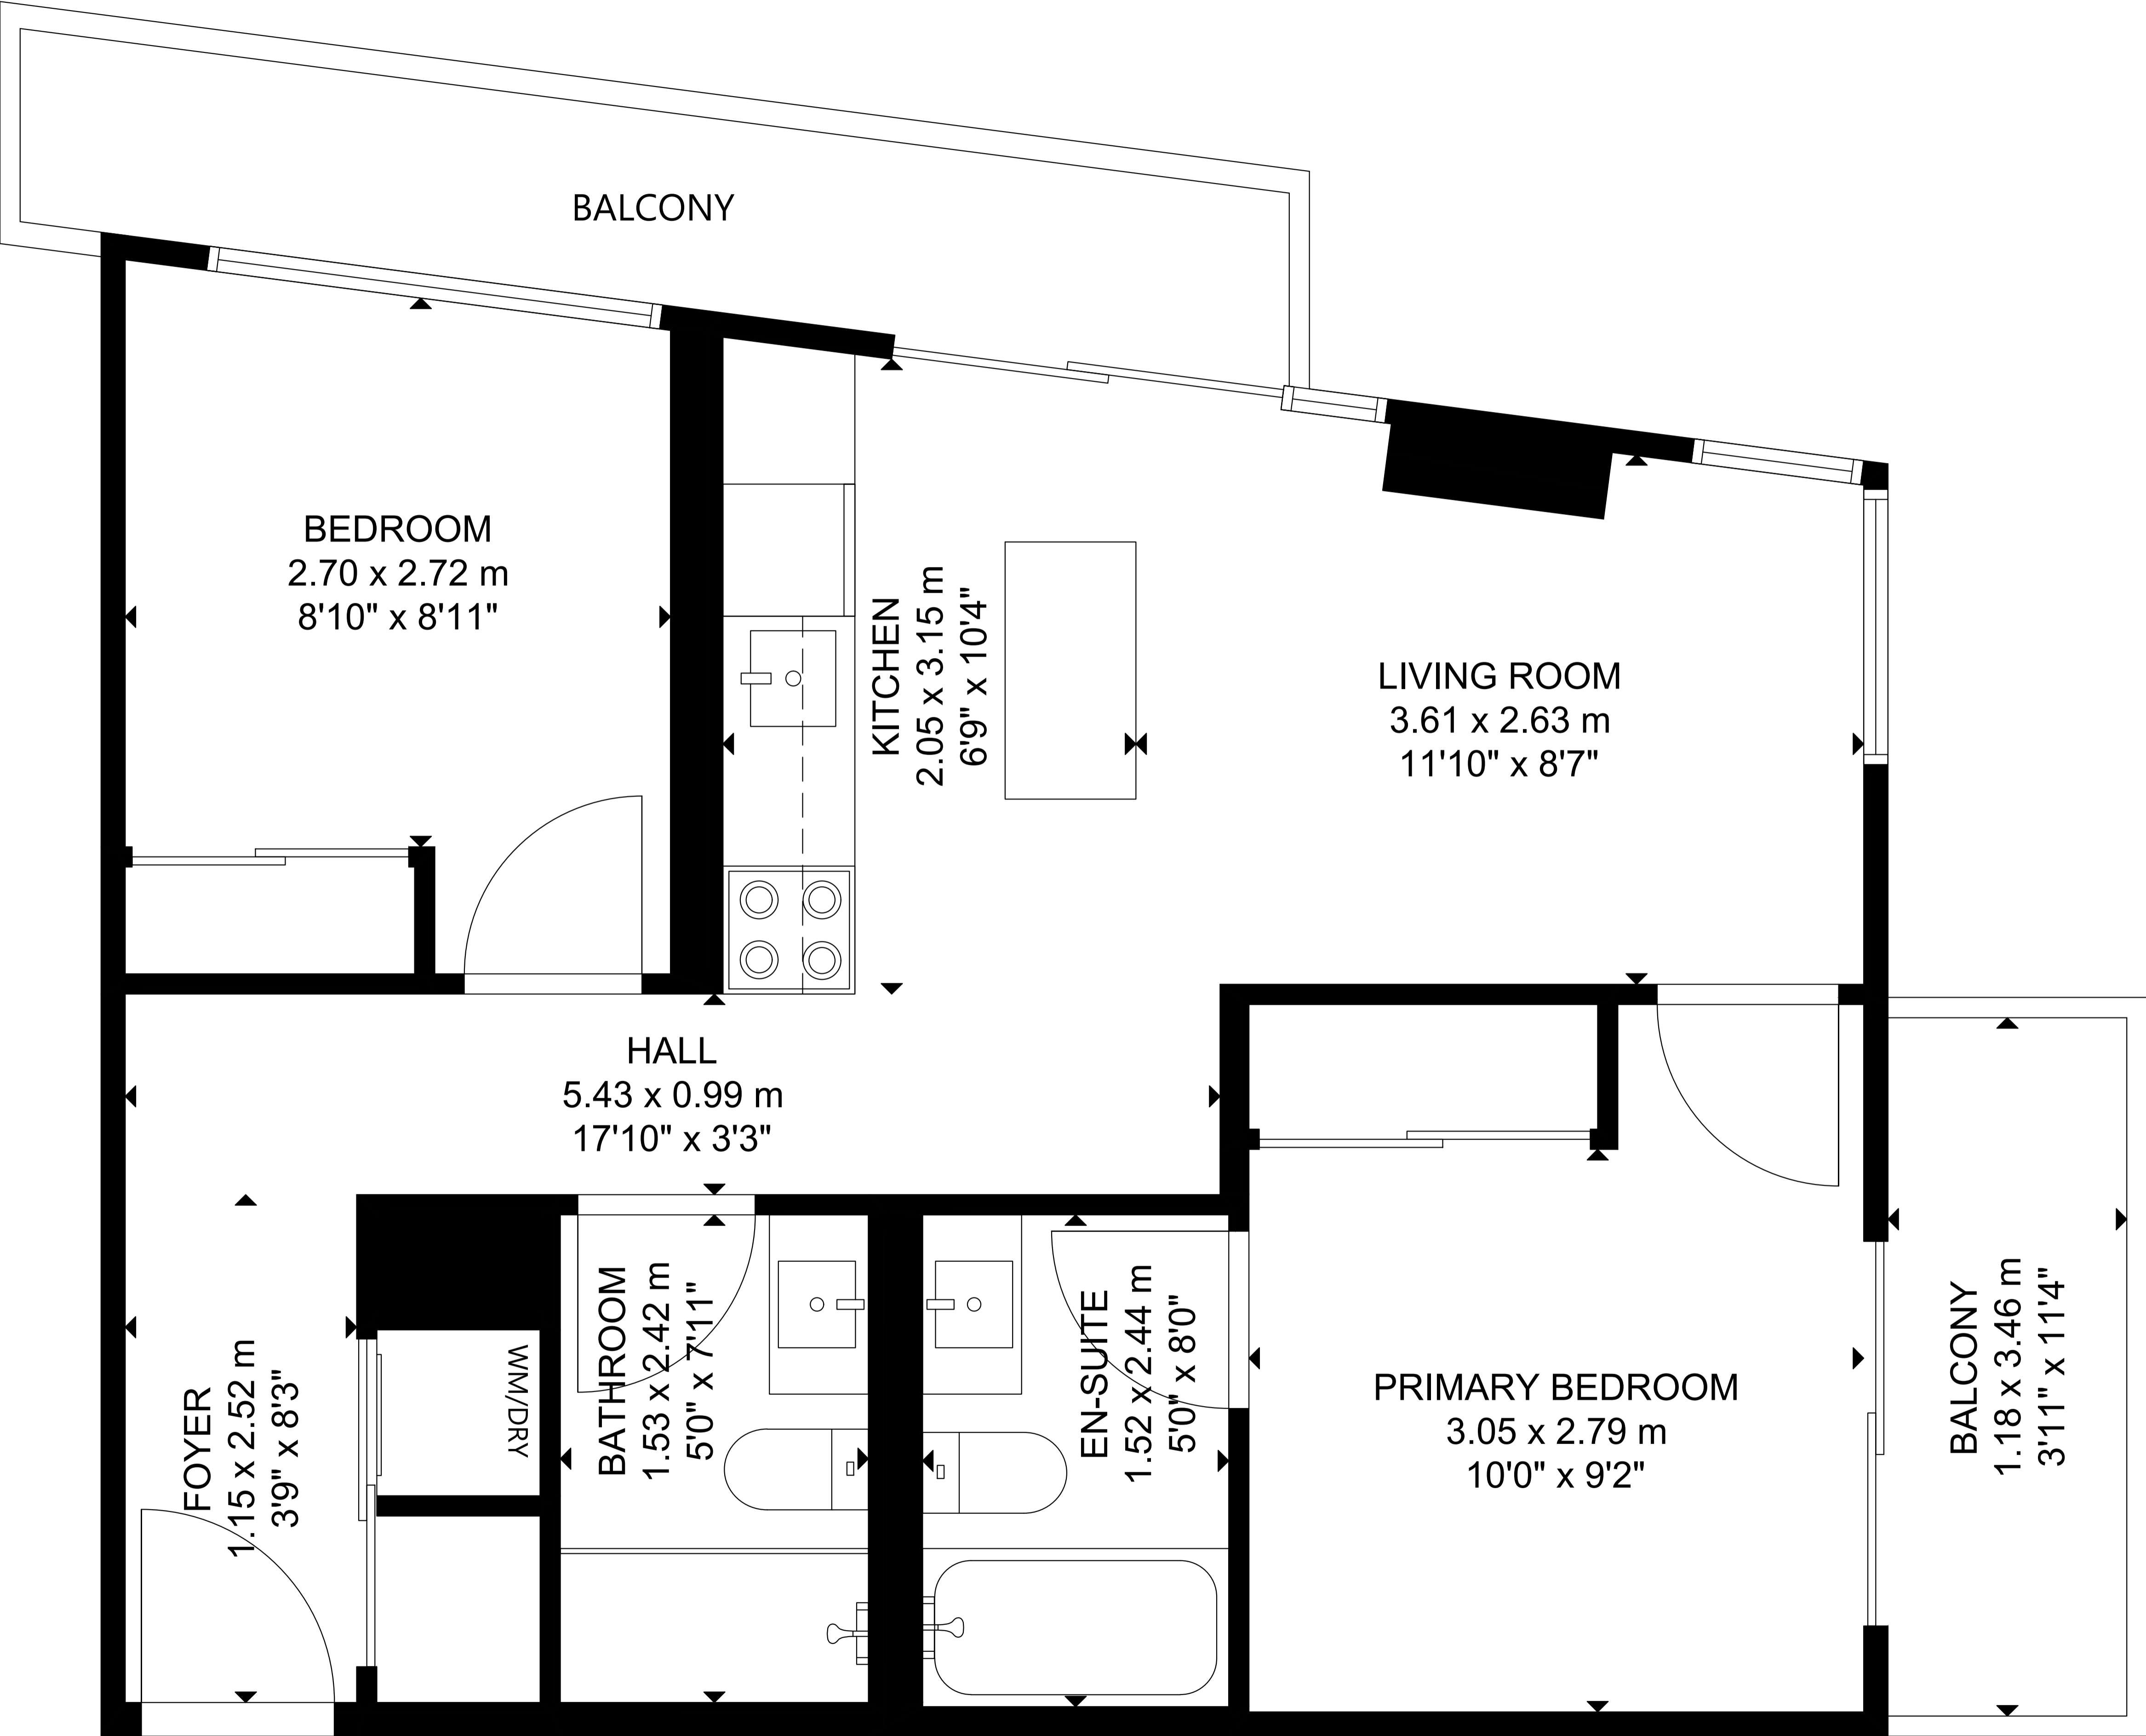 BALCONY
BEDROOM
2.70 x 2.72 m
8'10" x 8'11"
KITCHEN
2.05 x 3.15 m
6'9" x 10'4"
LIVING ROOM
3.61 x 2.63 m
11'10" x 8'7"
HALL
5.43 x 0.99 m
17'10" x 3'3"
FOYER
1.15 x 2.52 m
3'9" x 8'3"
WM/DRY
BATHROOM
1.53 x 2.42 m
5'0" x 7'11"
EN-SUITE
1.52 x 2.44 m
5'0" x 8'0"
PRIMARY BEDROOM
3.05 x 2.79 m
10'0" x 9'2"
BALCONY
1.18 x 3.46 m
3'11" x 11'4"